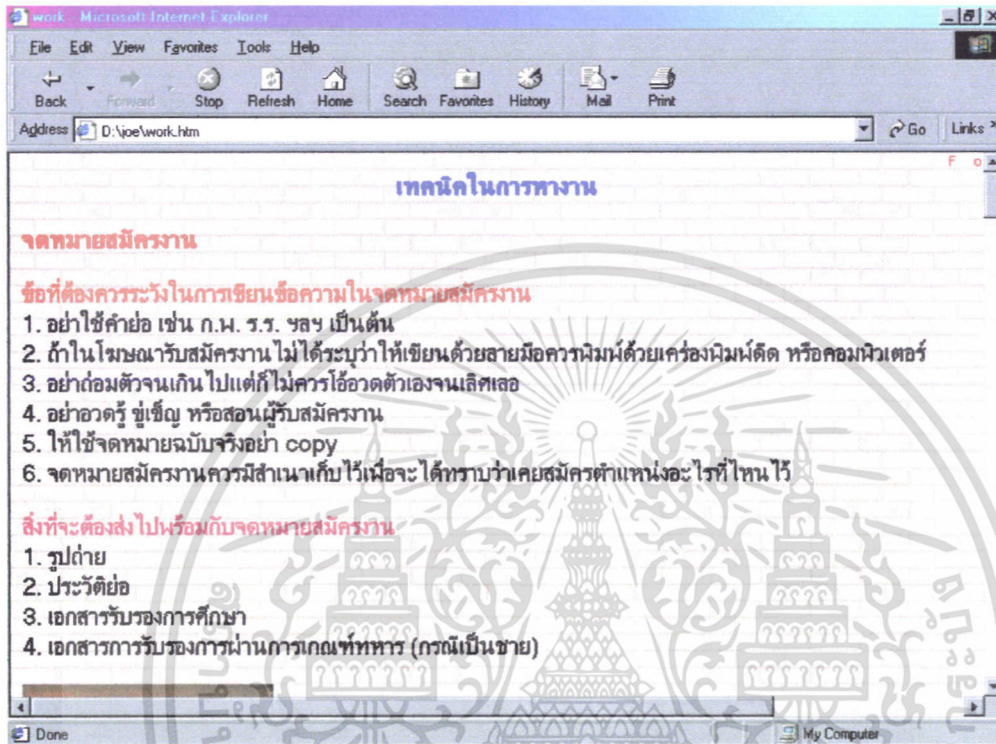 work - Microsoft Internet Explorer
File Edit View Favorites Tools Help
Back Forward Stop Refresh Home Search Favorites History Mail Print
Address D:\joe\work.htm Go Links
F o
เทคนิคในการหางาน
จดหมายสมัครงาน
ข้อที่ต้องควรระวังในการเขียนข้อความในจดหมายสมัครงาน
1. อย่าใช้คำย่อ เช่น ก.พ. ร.ร. ฯลฯ เป็นต้น
2. ถ้าในโฆษณารับสมัครงานไม่ได้ระบุว่าให้เขียนด้วยลายมือควรพิมพ์ด้วยเครื่องพิมพ์ดีด หรือคอมพิวเตอร์
3. อย่าถ่อมตัวจนเกินไปแต่ก็ไม่ควรโอ้อวดตัวเองจนเลิศเลอ
4. อย่าอวดรู้ ขู่เข็ญ หรือสอนผู้รับสมัครงาน
5. ให้ใช้จดหมายฉบับจริงอย่า copy
6. จดหมายสมัครงานควรมีสำเนาเก็บไว้เพื่อจะได้ทราบว่าเคยสมัครตำแหน่งอะไรที่ไหนไว้
สิ่งที่จะต้องส่งไปพร้อมกับจดหมายสมัครงาน
1. รูปถ่าย
2. ประวัติย่อ
3. เอกสารรับรองการศึกษา
4. เอกสารการรับรองการผ่านการเกณฑ์ทหาร (กรณีเป็นชาย)
Done My Computer